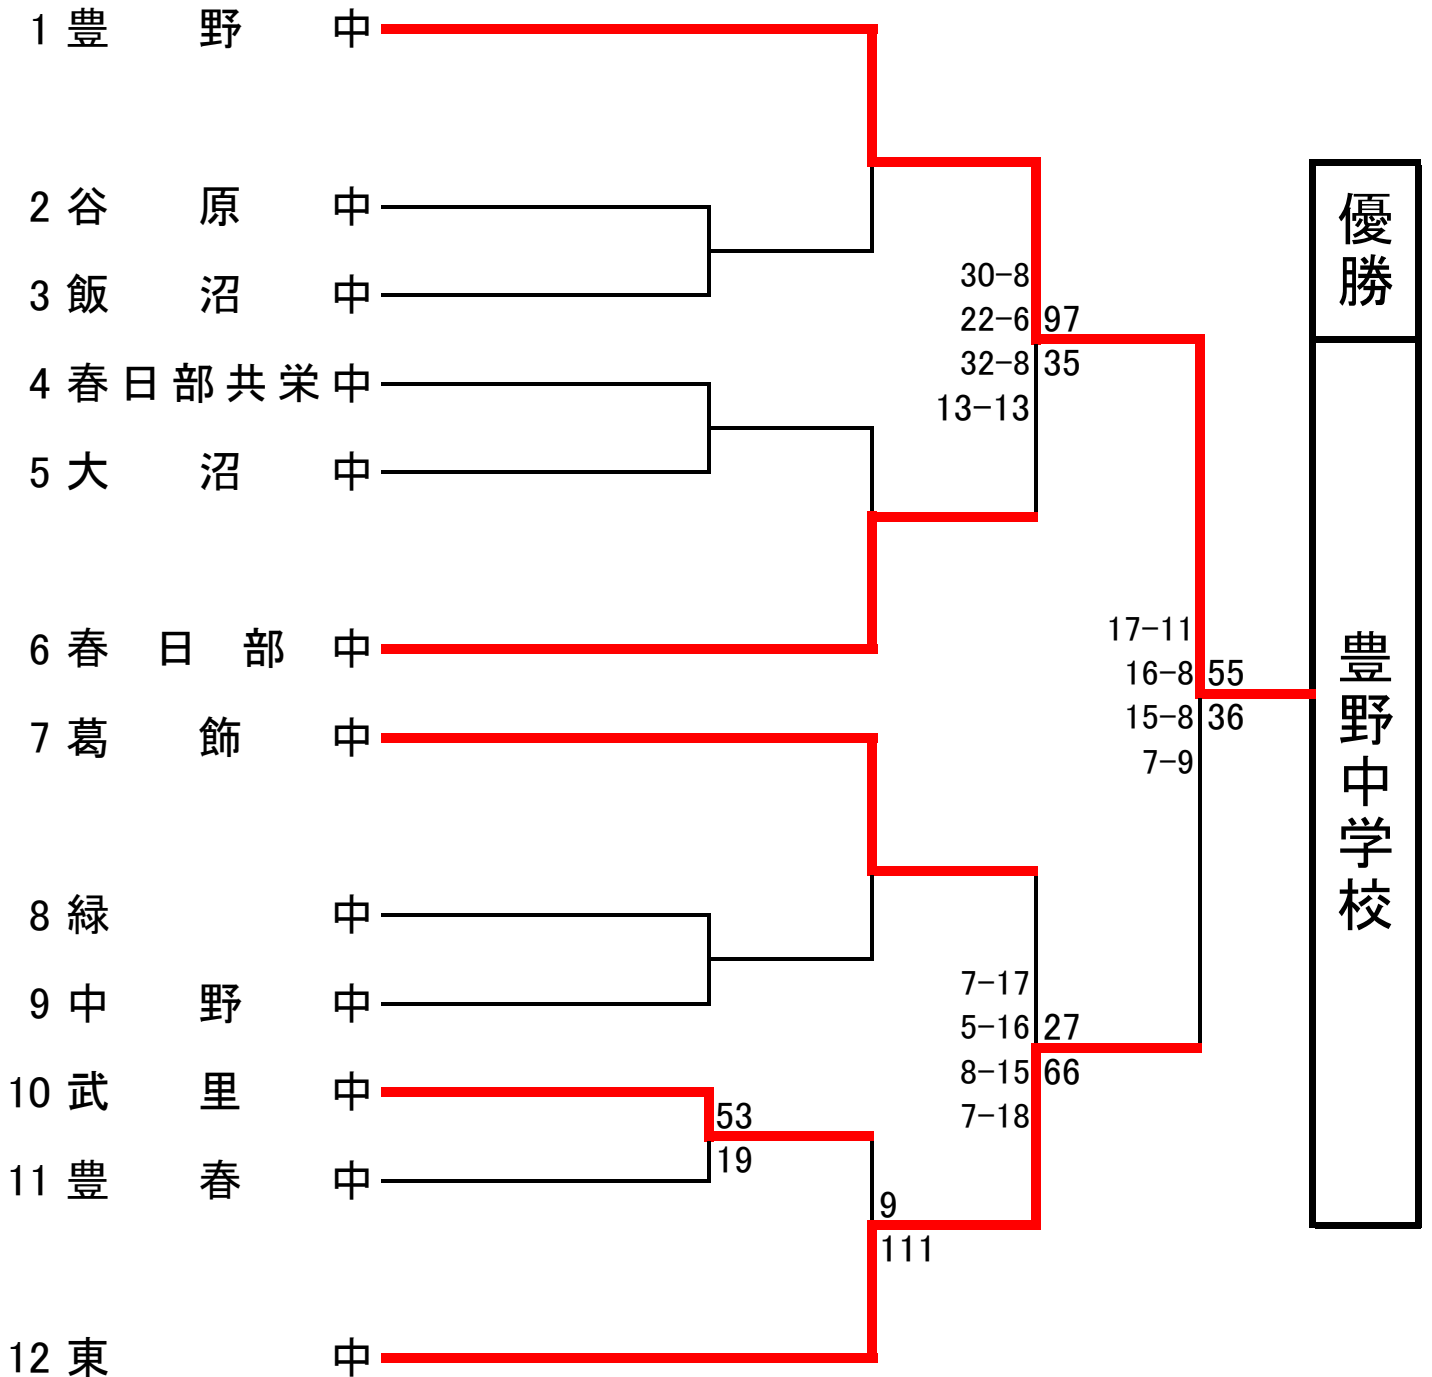 1 豊野中
2 谷原中
3 飯沼中
4 春日部共栄中
5 大沼中
6 春日部中
7 葛飾中
8 緑中
9 中野中
10 武里中
11 豊春中
12 東中
53
19
9
111
30-8
22-6
32-8
13-13
97
35
7-17
5-16
8-15
7-18
27
66
17-11
16-8
15-8
7-9
55
36
優勝
豊野中学校